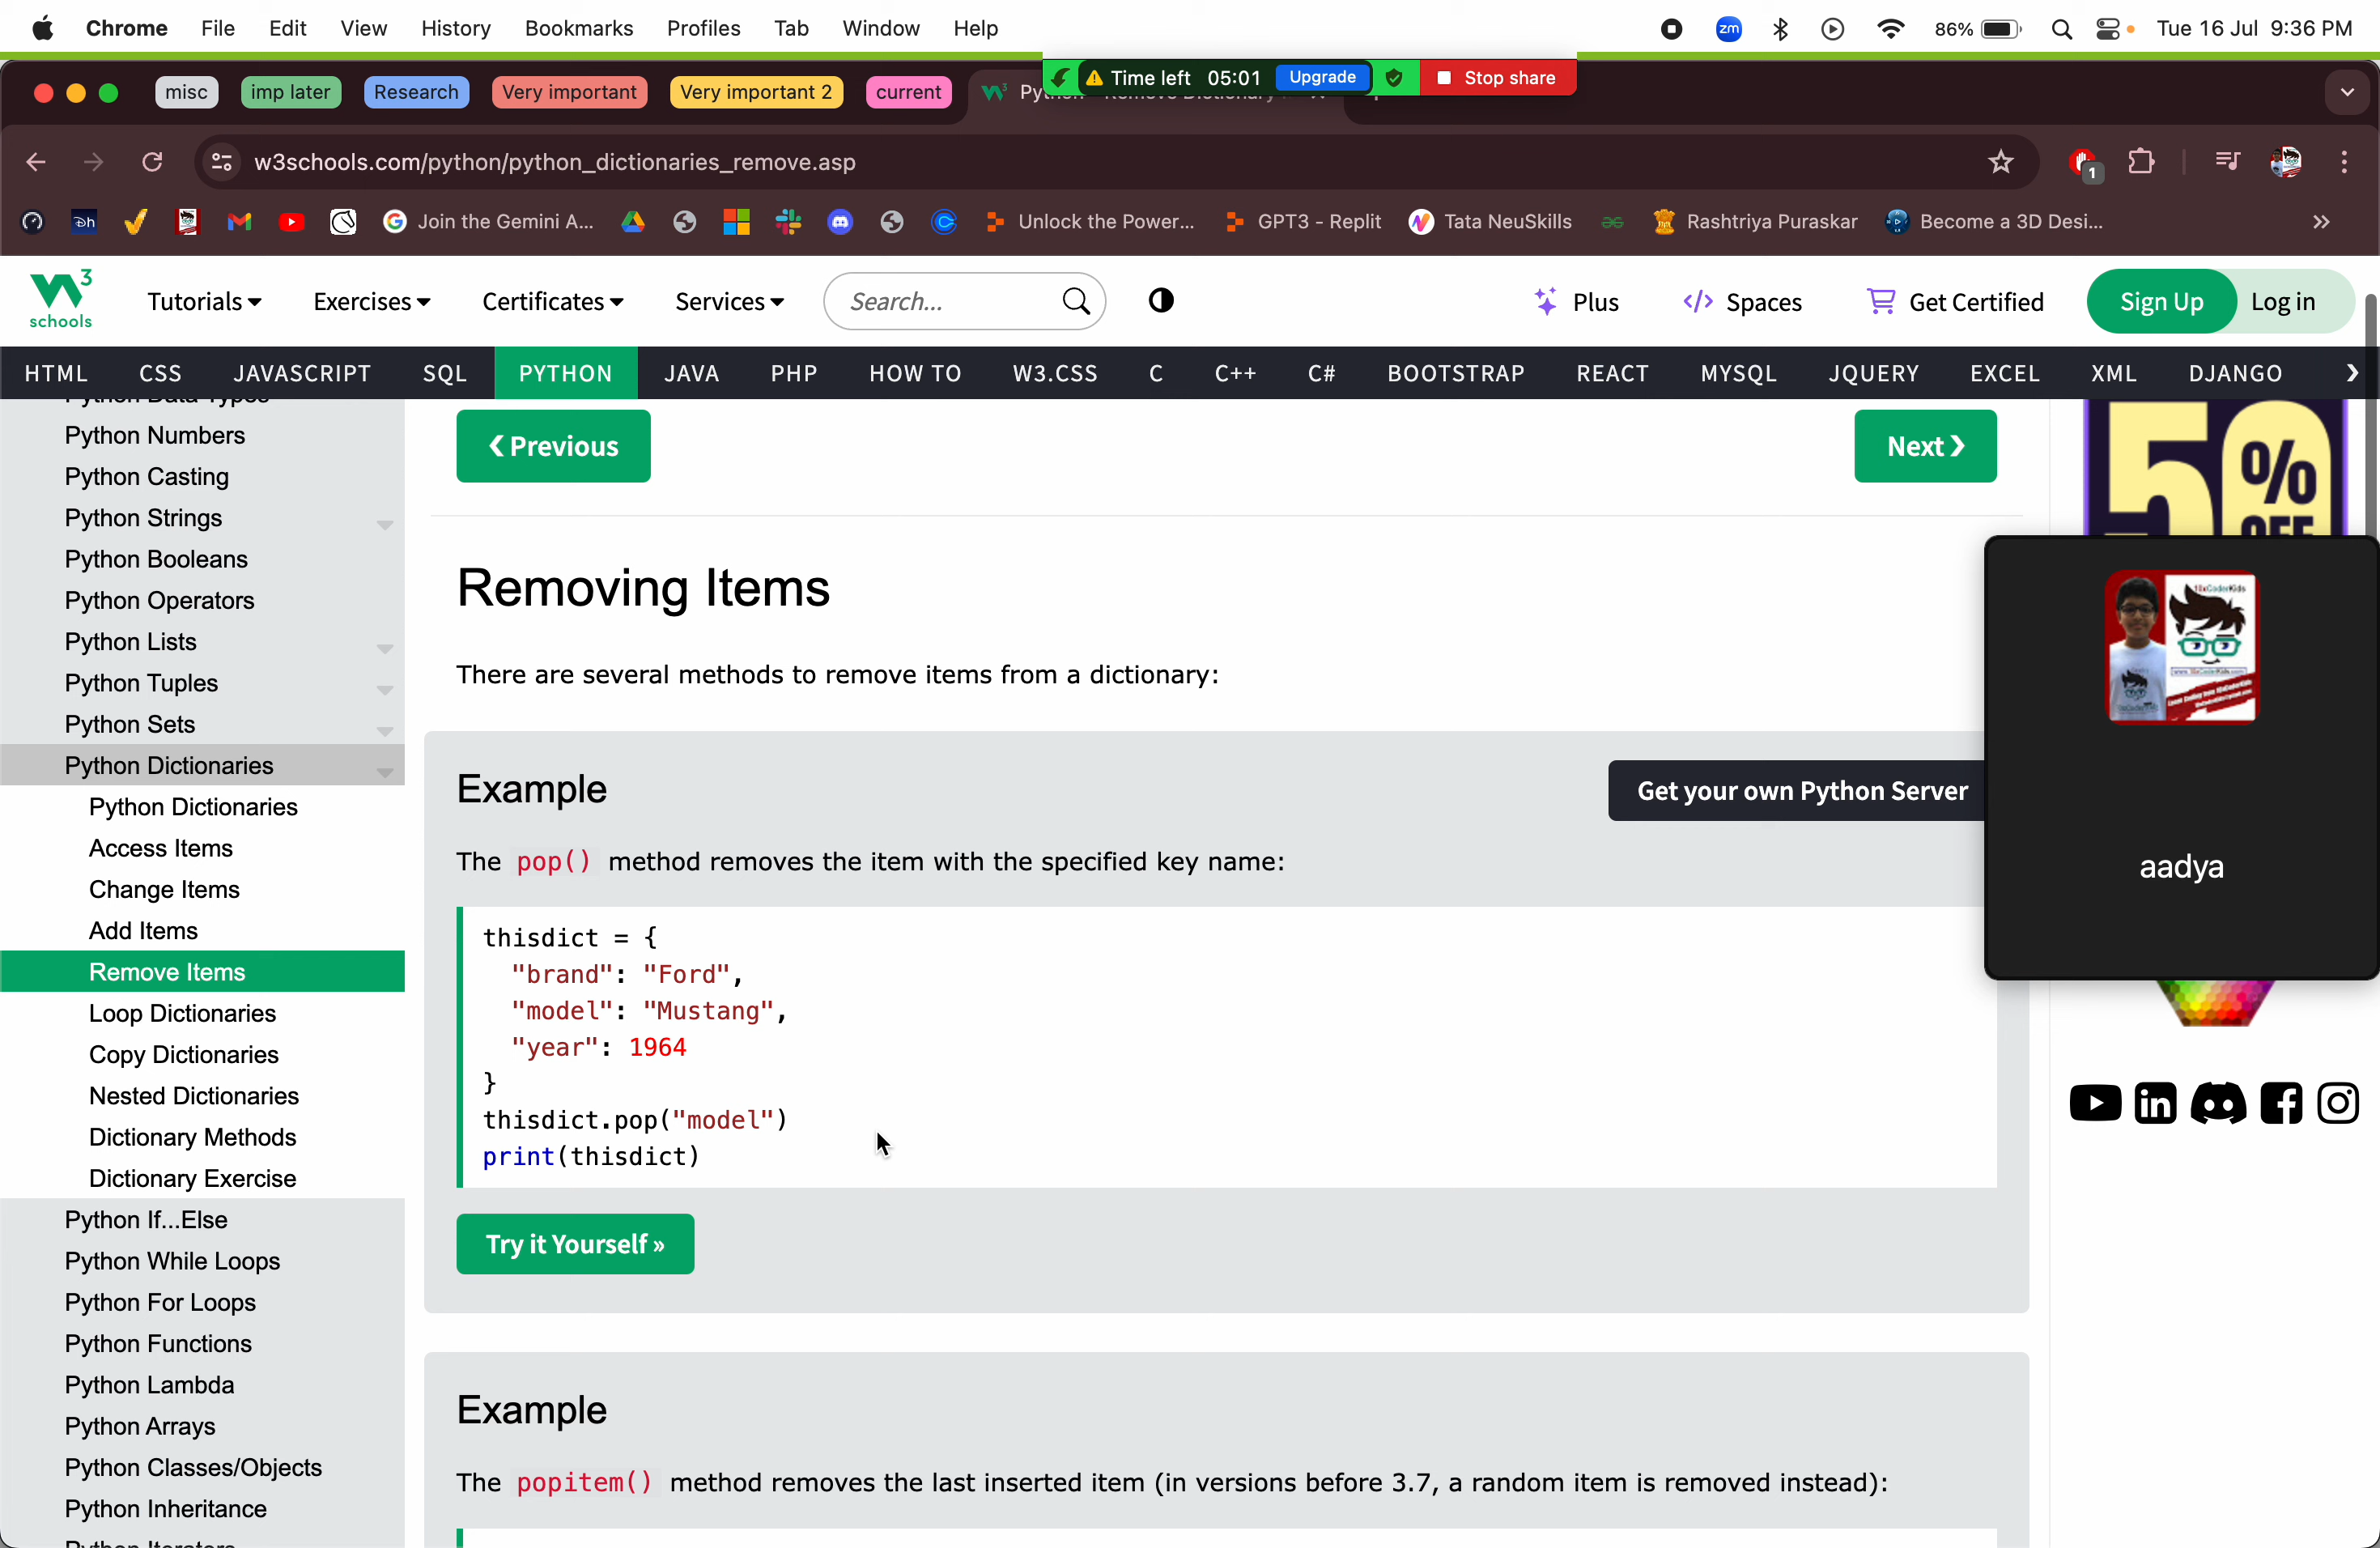 Chrome File Edit View History Bookmarks Profiles Tab Window Help zm 86% Tue 16 Jul 9:36 PM
misc imp later Research Very important Very important 2 current Time left 05:01 Upgrade Stop share
w3schools.com/python/python_dictionaries_remove.asp 1
Join the Gemini A... Unlock the Power... GPT3 - Replit Tata NeuSkills Rashtriya Puraskar Become a 3D Desi...
schools Tutorials Exercises Certificates Services Search... Plus Spaces Get Certified Sign Up Log in
HTML CSS JAVASCRIPT SQL PYTHON JAVA PHP HOW TO W3.CSS C C++ C# BOOTSTRAP REACT MYSQL JQUERY EXCEL XML DJANGO
Python Data Types
Python Numbers
Python Casting
Python Strings
Python Booleans
Python Operators
Python Lists
Python Tuples
Python Sets
Python Dictionaries
Python Dictionaries
Access Items
Change Items
Add Items
Remove Items
Loop Dictionaries
Copy Dictionaries
Nested Dictionaries
Dictionary Methods
Dictionary Exercise
Python If...Else
Python While Loops
Python For Loops
Python Functions
Python Lambda
Python Arrays
Python Classes/Objects
Python Inheritance
Python Iterators
❮ Previous
Next ❯
Removing Items
There are several methods to remove items from a dictionary:
Example
Get your own Python Server
The pop() method removes the item with the specified key name:
thisdict = {
"brand": "Ford",
"model": "Mustang",
"year": 1964
}
thisdict.pop("model")
print(thisdict)
Try it Yourself »
Example
The popitem() method removes the last inserted item (in versions before 3.7, a random item is removed instead):
50% OFF
aadya